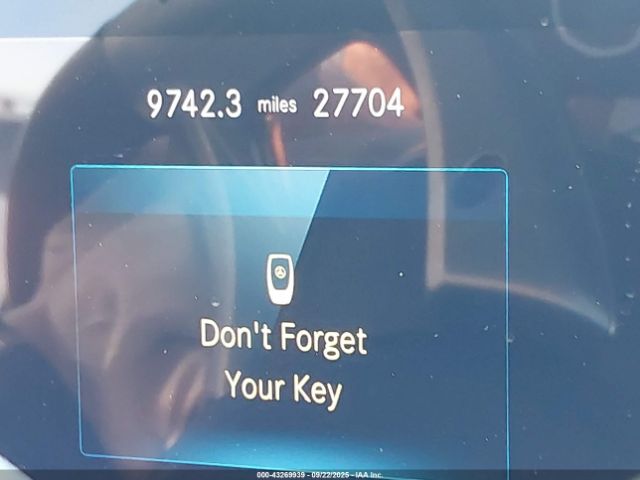 9742.3 miles 27704
Don't Forget
Your Key
000-43269939 - 09/22/2025 - IAA Inc.